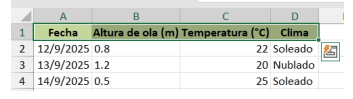 A B C D
1 Fecha Altura de ola (m) Temperatura (°C) Clima
2 12/9/2025 0.8 22 Soleado
3 13/9/2025 1.2 20 Nublado
4 14/9/2025 0.5 25 Soleado